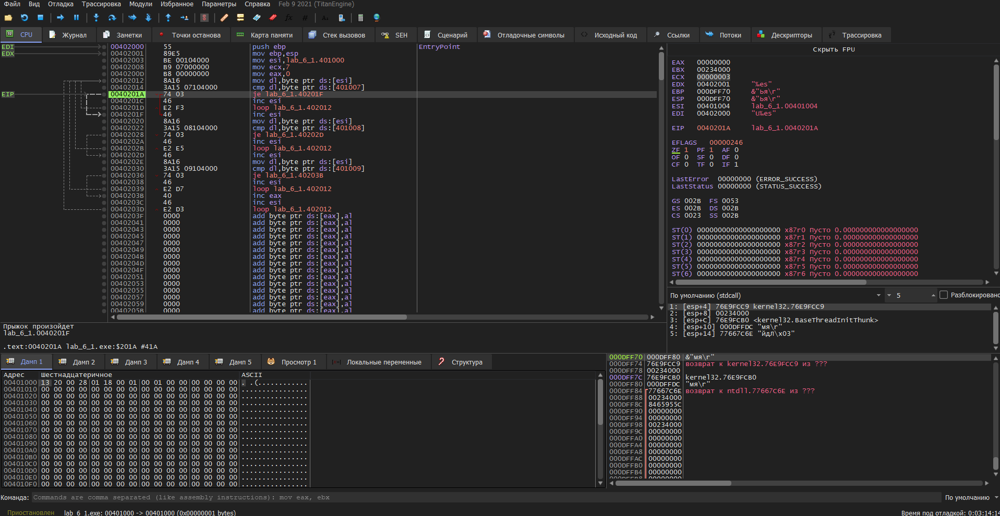 Файл Вид Отладка Трассировка Модули Избранное Параметры Справка Feb 9 2021 (TitanEngine)
CPU Журнал Заметки Точки останова Карта памяти Стек вызовов SEH Сценарий Отладочные символы Исходный код Ссылки Потоки Дескрипторы Трассировка
EDI
EDX
EIP
00402000 55 push ebp EntryPoint
00402001 89E5 mov ebp,esp
00402003 BE 00104000 mov esi,lab_6_1.401000
00402008 B9 07000000 mov ecx,7
0040200D B8 00000000 mov eax,0
00402012 8A16 mov dl,byte ptr ds:[esi]
00402014 3A15 07104000 cmp dl,byte ptr ds:[401007]
0040201A 74 03 je lab_6_1.40201F
0040201C 46 inc esi
0040201D E2 F3 loop lab_6_1.402012
0040201F 46 inc esi
00402020 8A16 mov dl,byte ptr ds:[esi]
00402022 3A15 08104000 cmp dl,byte ptr ds:[401008]
00402028 74 03 je lab_6_1.40202D
0040202A 46 inc esi
0040202B E2 E5 loop lab_6_1.402012
0040202D 46 inc esi
0040202E 8A16 mov dl,byte ptr ds:[esi]
00402030 3A15 09104000 cmp dl,byte ptr ds:[401009]
00402036 74 03 je lab_6_1.40203B
00402038 46 inc esi
00402039 E2 D7 loop lab_6_1.402012
0040203B 40 inc eax
0040203C 46 inc esi
0040203D E2 D3 loop lab_6_1.402012
0040203F 0000 add byte ptr ds:[eax],al
00402041 0000 add byte ptr ds:[eax],al
00402043 0000 add byte ptr ds:[eax],al
00402045 0000 add byte ptr ds:[eax],al
00402047 0000 add byte ptr ds:[eax],al
00402049 0000 add byte ptr ds:[eax],al
0040204B 0000 add byte ptr ds:[eax],al
0040204D 0000 add byte ptr ds:[eax],al
0040204F 0000 add byte ptr ds:[eax],al
00402051 0000 add byte ptr ds:[eax],al
00402053 0000 add byte ptr ds:[eax],al
00402055 0000 add byte ptr ds:[eax],al
00402057 0000 add byte ptr ds:[eax],al
00402059 0000 add byte ptr ds:[eax],al
0040205B 0000 add byte ptr ds:[eax],al
Прыжок произойдет
lab_6_1.0040201F
.text:0040201A lab_6_1.exe:$201A #41A
Скрыть FPU
EAX 00000000
EBX 00234000
ECX 00000003
EDX 00402001 "‰es"
EBP 000DFF70 &"Ья\r"
ESP 000DFF70 &"Ья\r"
ESI 00401004 lab_6_1.00401004
EDI 00402000 "U‰es"
EIP 0040201A lab_6_1.0040201A
EFLAGS 00000246
ZF 1 PF 1 AF 0
OF 0 SF 0 DF 0
CF 0 TF 0 IF 1
LastError 00000000 (ERROR_SUCCESS)
LastStatus 00000000 (STATUS_SUCCESS)
GS 002B FS 0053
ES 002B DS 002B
CS 0023 SS 002B
ST(0) 00000000000000000000 x87r0 Пусто 0.000000000000000000
ST(1) 00000000000000000000 x87r1 Пусто 0.000000000000000000
ST(2) 00000000000000000000 x87r2 Пусто 0.000000000000000000
ST(3) 00000000000000000000 x87r3 Пусто 0.000000000000000000
ST(4) 00000000000000000000 x87r4 Пусто 0.000000000000000000
ST(5) 00000000000000000000 x87r5 Пусто 0.000000000000000000
ST(6) 00000000000000000000 x87r6 Пусто 0.000000000000000000
По умолчанию (stdcall) 5 Разблокировано
1: [esp+4] 76E9FCC9 kernel32.76E9FCC9
2: [esp+8] 00234000
3: [esp+C] 76E9FCB0 <kernel32.BaseThreadInitThunk>
4: [esp+10] 000DFFDC "мя\r"
5: [esp+14] 77667C6E "йдЛ\x03"
Дамп 1 Дамп 2 Дамп 3 Дамп 4 Дамп 5 Просмотр 1 Локальные переменные Структура
Адрес Шестнадцатеричное ASCII
00401000 13 20 00 28 01 18 00 01 00 01 00 00 00 00 00 00 . .(............
00401010 00 00 00 00 00 00 00 00 00 00 00 00 00 00 00 00 ................
00401020 00 00 00 00 00 00 00 00 00 00 00 00 00 00 00 00 ................
00401030 00 00 00 00 00 00 00 00 00 00 00 00 00 00 00 00 ................
00401040 00 00 00 00 00 00 00 00 00 00 00 00 00 00 00 00 ................
00401050 00 00 00 00 00 00 00 00 00 00 00 00 00 00 00 00 ................
00401060 00 00 00 00 00 00 00 00 00 00 00 00 00 00 00 00 ................
00401070 00 00 00 00 00 00 00 00 00 00 00 00 00 00 00 00 ................
00401080 00 00 00 00 00 00 00 00 00 00 00 00 00 00 00 00 ................
00401090 00 00 00 00 00 00 00 00 00 00 00 00 00 00 00 00 ................
004010A0 00 00 00 00 00 00 00 00 00 00 00 00 00 00 00 00 ................
004010B0 00 00 00 00 00 00 00 00 00 00 00 00 00 00 00 00 ................
004010C0 00 00 00 00 00 00 00 00 00 00 00 00 00 00 00 00 ................
004010D0 00 00 00 00 00 00 00 00 00 00 00 00 00 00 00 00 ................
004010E0 00 00 00 00 00 00 00 00 00 00 00 00 00 00 00 00 ................
004010F0 00 00 00 00 00 00 00 00 00 00 00 00 00 00 00 00 ................
000DFF70 000DFF80 &"мя\r"
000DFF74 76E9FCC9 возврат к kernel32.76E9FCC9 из ???
000DFF78 00234000
000DFF7C 76E9FCB0 kernel32.76E9FCB0
000DFF80 000DFFDC "мя\r"
000DFF84 77667C6E возврат к ntdll.77667C6E из ???
000DFF88 00234000
000DFF8C 8465955C
000DFF90 00000000
000DFF94 00000000
000DFF98 00234000
000DFF9C 00000000
000DFFA0 00000000
000DFFA4 00000000
000DFFA8 00000000
000DFFAC 00000000
000DFFB0 00000000
000DFFB4 00000000
000DFFB8 00000000
Команда: Commands are comma separated (like assembly instructions): mov eax, ebx По умолчанию
Приостановлен lab_6_1.exe: 00401000 -> 00401000 (0x00000001 bytes) Время под отладкой: 0:03:14:14